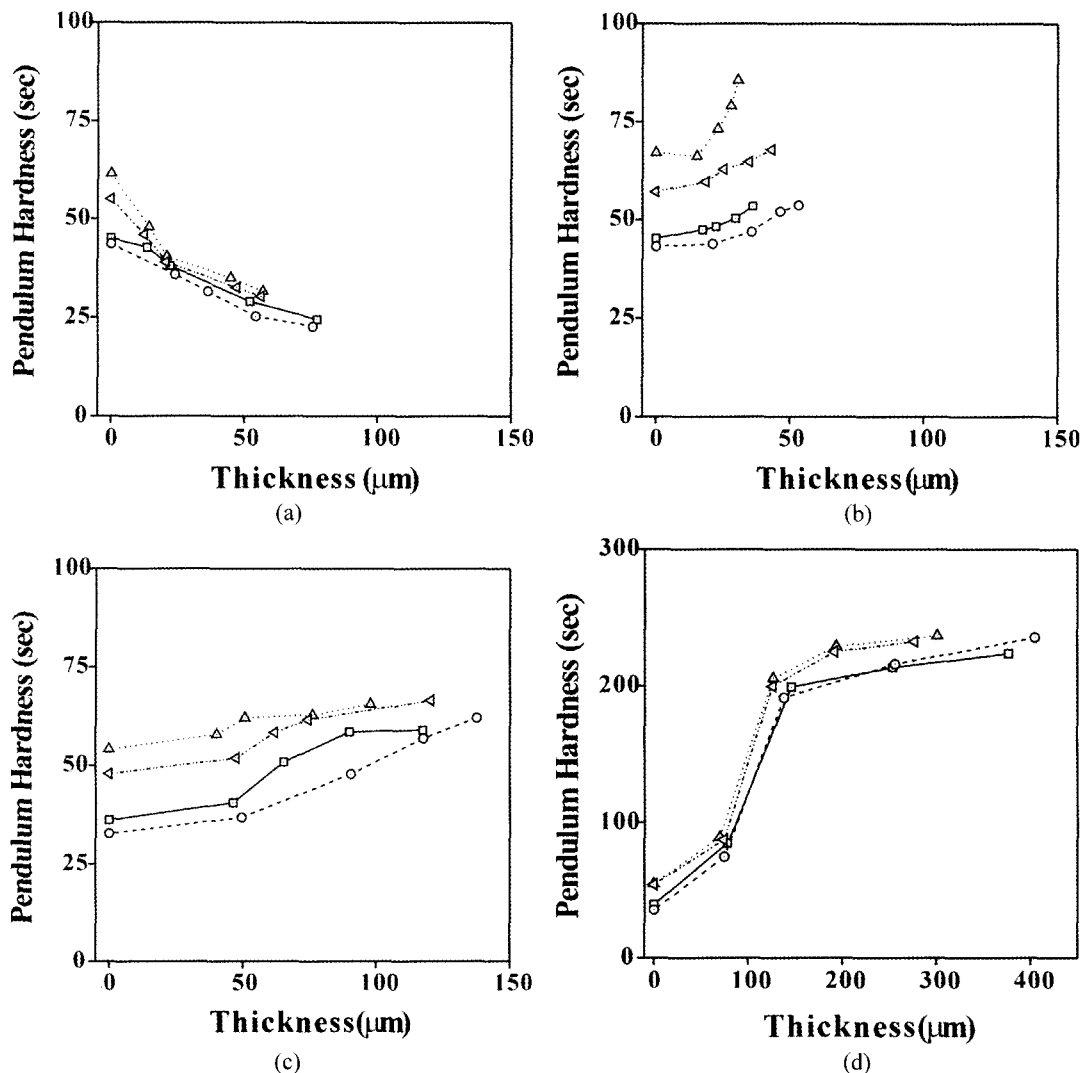 100
75
50
25
0
Pendulum Hardness (sec)
0 50 100 150
Thickness (μm)
(a)
100
75
50
25
0
Pendulum Hardness (sec)
0 50 100 150
Thickness(μm)
(b)
100
75
50
25
0
Pendulum Hardness (sec)
0 50 100 150
Thickness(μm)
(c)
300
200
100
0
Pendulum Hardness (sec)
0 100 200 300 400
Thickness(μm)
(d)